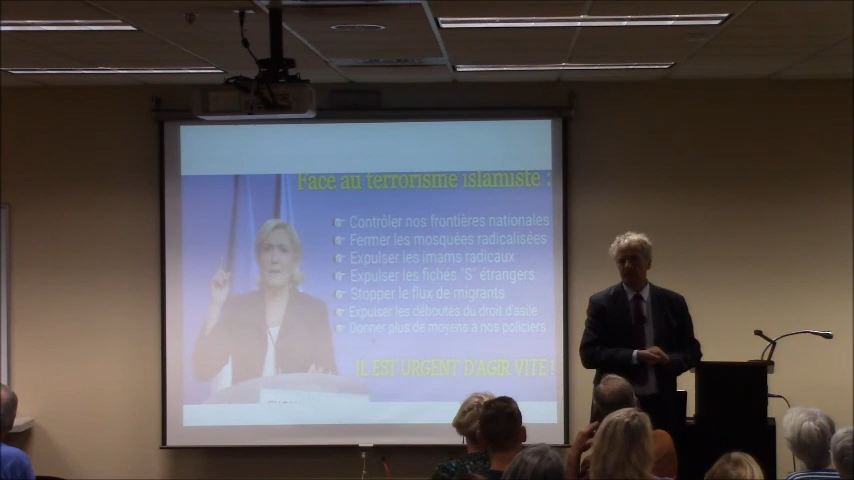 Face au terrorisme islamiste :
Contrôler nos frontières nationales
Fermer les mosquées radicalisées
Expulser les imams radicaux
Expulser les fichés "S" étrangers
Stopper le flux de migrants
Expulser les déboutés du droit d'asile
Donner plus de moyens à nos policiers
IL EST URGENT D'AGIR VITE !